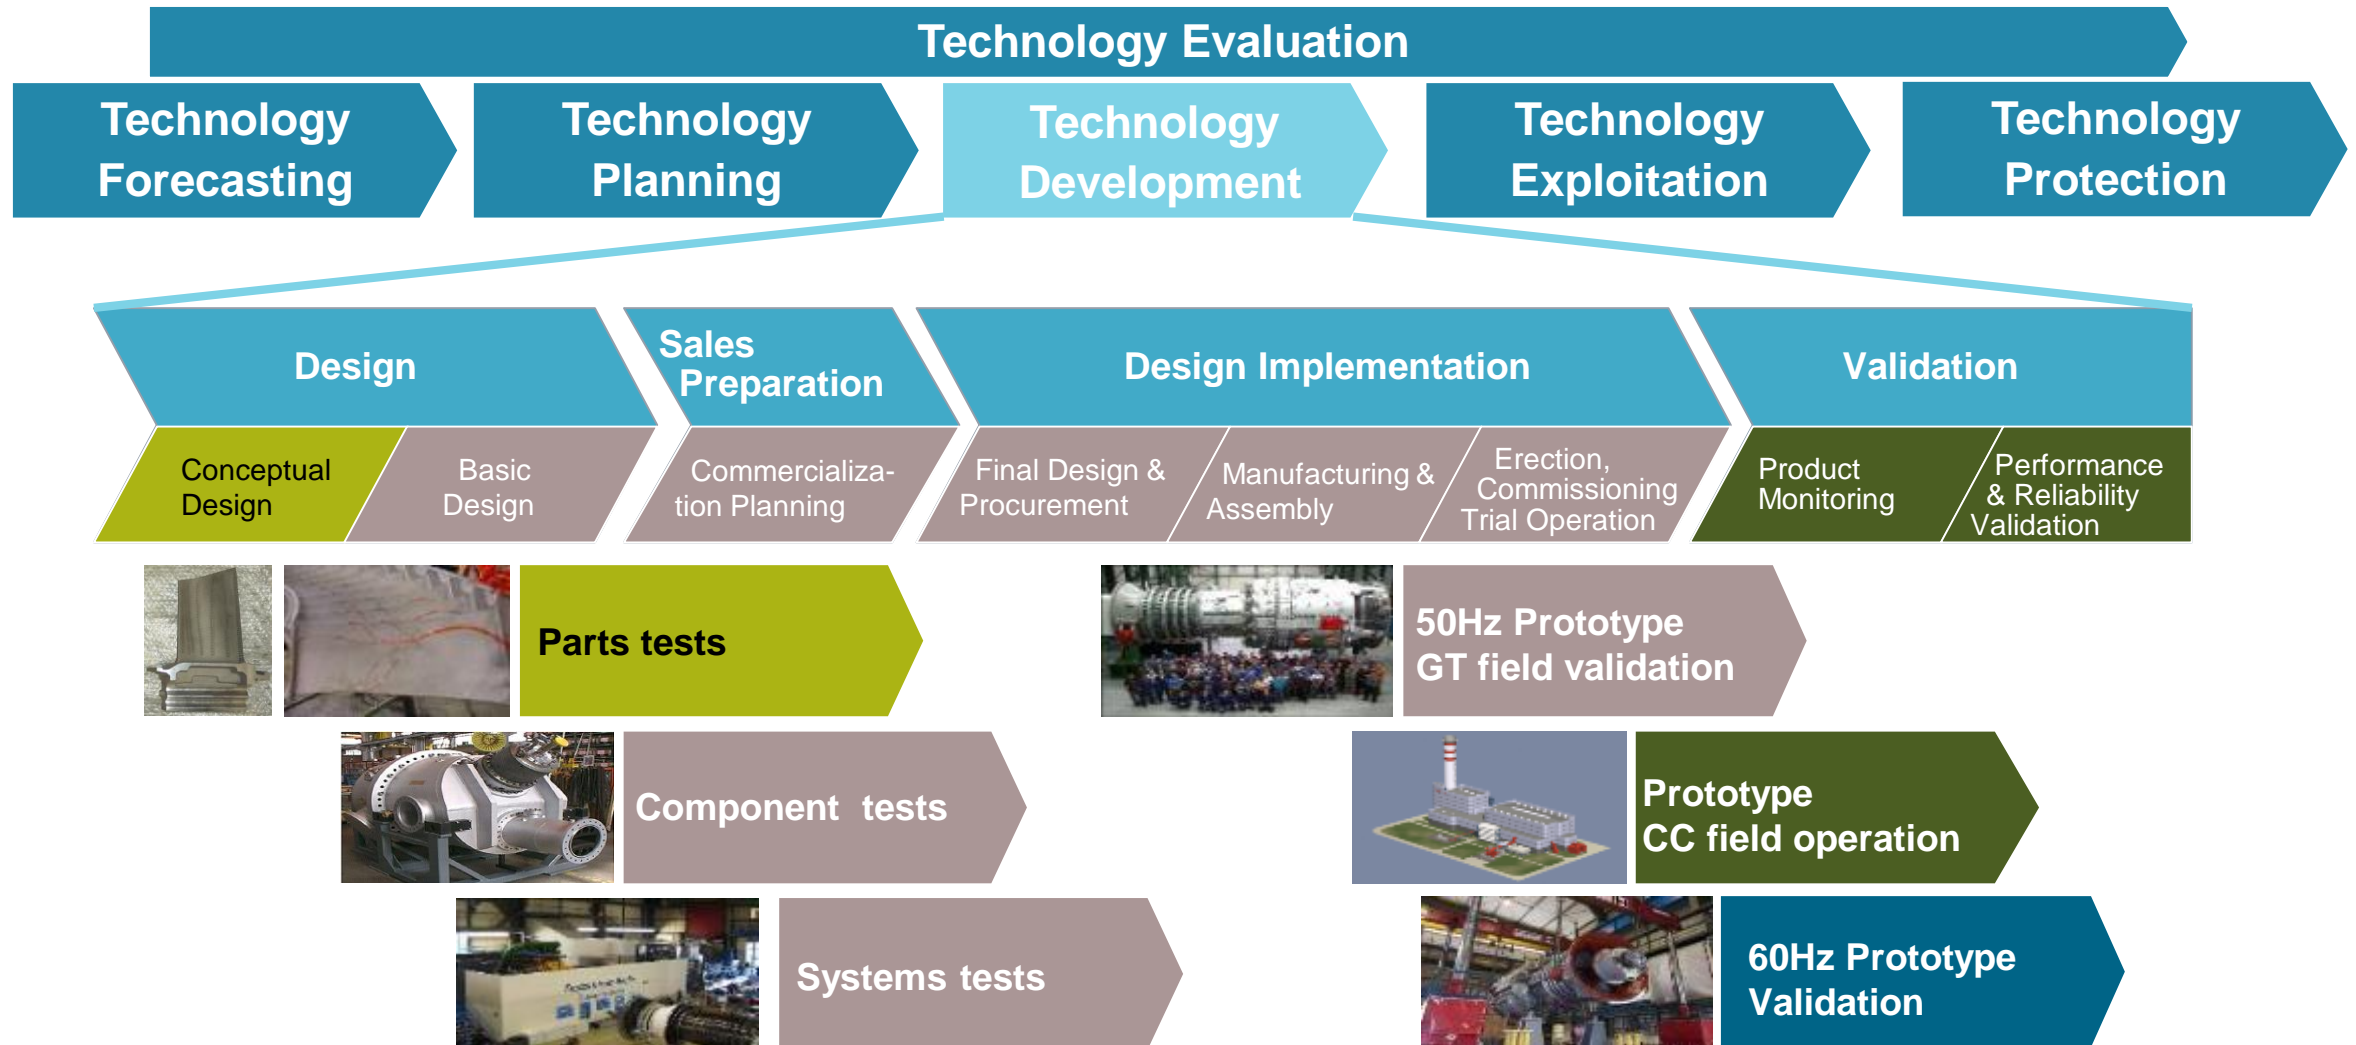 Technology Evaluation
Technology
Forecasting
Technology
Planning
Technology
Development
Technology
Exploitation
Technology
Protection
Design
Sales
Preparation
Design Implementation
Validation
Conceptual
Design
Basic
Design
Commercializa-
tion Planning
Final Design &
Procurement
Manufacturing &
Assembly
Erection,
Commissioning
Trial Operation
Product
Monitoring
Performance
& Reliability
Validation
Parts tests
50Hz Prototype
GT field validation
Component tests
Prototype
CC field operation
Systems tests
60Hz Prototype
Validation